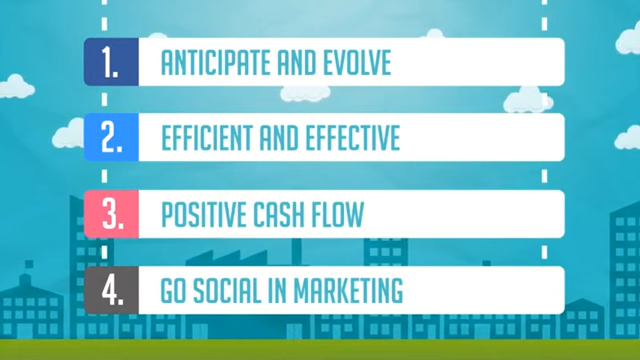 1. ANTICIPATE AND EVOLVE
2. EFFICIENT AND EFFECTIVE
3. POSITIVE CASH FLOW
4. GO SOCIAL IN MARKETING